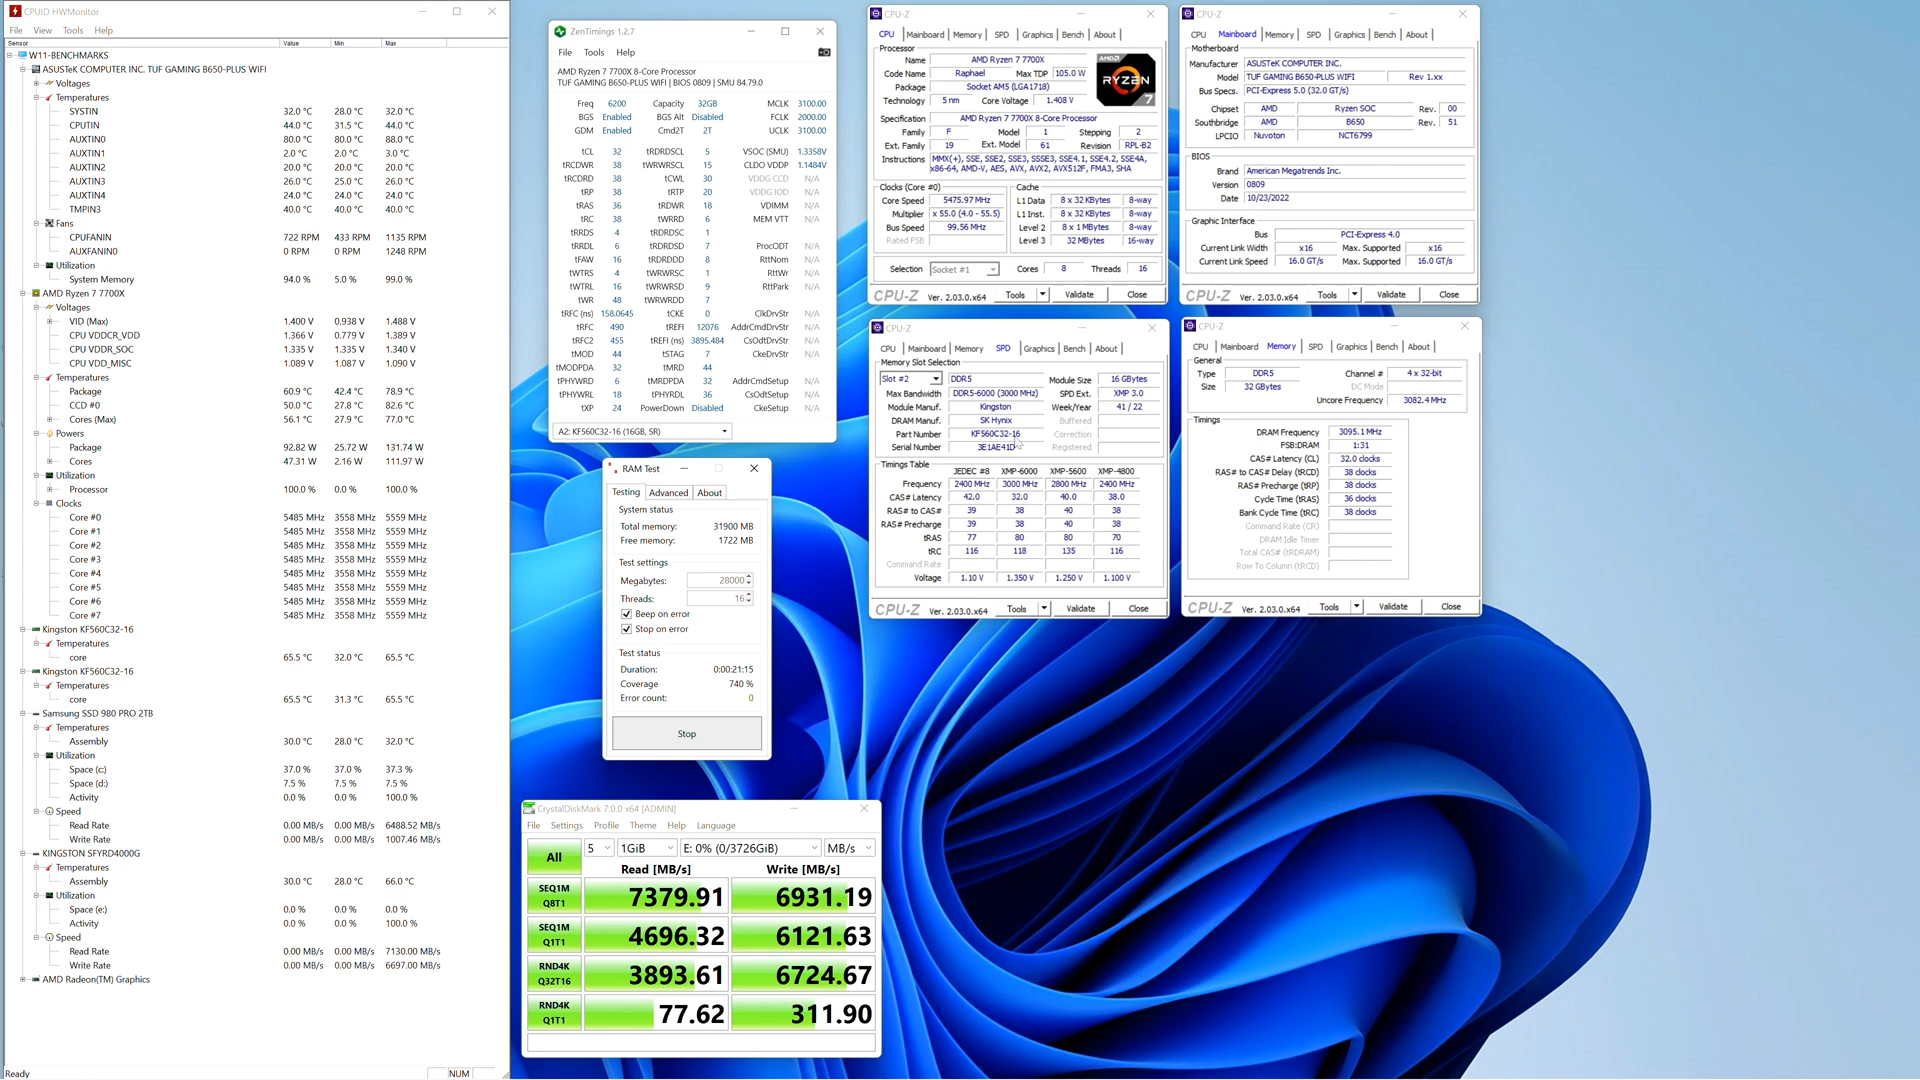 CPUID HWMonitor
File View Tools Help
Sensor Value Min Max
W11-BENCHMARKS
ASUSTeK COMPUTER INC. TUF GAMING B650-PLUS WIFI
Voltages
Temperatures
SYSTIN 32.0 °C 28.0 °C 32.0 °C
CPUTIN 44.0 °C 31.5 °C 44.0 °C
AUXTIN0 80.0 °C 80.0 °C 88.0 °C
AUXTIN1 2.0 °C 2.0 °C 3.0 °C
AUXTIN2 20.0 °C 20.0 °C 20.0 °C
AUXTIN3 26.0 °C 25.0 °C 26.0 °C
AUXTIN4 24.0 °C 24.0 °C 24.0 °C
TMPIN3 40.0 °C 40.0 °C 40.0 °C
Fans
CPUFANIN 722 RPM 433 RPM 1135 RPM
AUXFANIN0 0 RPM 0 RPM 1248 RPM
Utilization
System Memory 94.0 % 5.0 % 99.0 %
AMD Ryzen 7 7700X
Voltages
VID (Max) 1.400 V 0.938 V 1.488 V
CPU VDDCR_VDD 1.366 V 0.779 V 1.389 V
CPU VDDR_SOC 1.335 V 1.335 V 1.340 V
CPU VDD_MISC 1.089 V 1.087 V 1.090 V
Temperatures
Package 60.9 °C 42.4 °C 78.9 °C
CCD #0 50.0 °C 27.8 °C 82.6 °C
Cores (Max) 56.1 °C 27.9 °C 77.0 °C
Powers
Package 92.82 W 25.72 W 131.74 W
Cores 47.31 W 2.16 W 111.97 W
Utilization
Processor 100.0 % 0.0 % 100.0 %
Clocks
Core #0 5485 MHz 3558 MHz 5559 MHz
Core #1 5485 MHz 3558 MHz 5559 MHz
Core #2 5485 MHz 3558 MHz 5559 MHz
Core #3 5485 MHz 3558 MHz 5559 MHz
Core #4 5485 MHz 3558 MHz 5559 MHz
Core #5 5485 MHz 3558 MHz 5559 MHz
Core #6 5485 MHz 3558 MHz 5559 MHz
Core #7 5485 MHz 3558 MHz 5559 MHz
Kingston KF560C32-16
Temperatures
core 65.5 °C 32.0 °C 65.5 °C
Kingston KF560C32-16
Temperatures
core 65.5 °C 31.3 °C 65.5 °C
Samsung SSD 980 PRO 2TB
Temperatures
Assembly 30.0 °C 28.0 °C 32.0 °C
Utilization
Space (c:) 37.0 % 37.0 % 37.3 %
Space (d:) 7.5 % 7.5 % 7.5 %
Activity 0.0 % 0.0 % 100.0 %
Speed
Read Rate 0.00 MB/s 0.00 MB/s 6488.52 MB/s
Write Rate 0.00 MB/s 0.00 MB/s 1007.46 MB/s
KINGSTON SFYRD4000G
Temperatures
Assembly 30.0 °C 28.0 °C 66.0 °C
Utilization
Space (e:) 0.0 % 0.0 % 0.0 %
Activity 0.0 % 0.0 % 100.0 %
Speed
Read Rate 0.00 MB/s 0.00 MB/s 7130.00 MB/s
Write Rate 0.00 MB/s 0.00 MB/s 6697.00 MB/s
AMD Radeon(TM) Graphics
Ready NUM
ZenTimings 1.2.7
File Tools Help
AMD Ryzen 7 7700X 8-Core Processor
TUF GAMING B650-PLUS WIFI | BIOS 0809 | SMU 84.79.0
Freq 6200 Capacity 32GB MCLK 3100.00
BGS Enabled BGS Alt Disabled FCLK 2000.00
GDM Enabled Cmd2T 2T UCLK 3100.00
tCL 32 tRDRDSCL 5 VSOC (SMU) 1.3358V
tRCDWR 38 tWRWRSCL 15 CLDO VDDP 1.1484V
tRCDRD 38 tCWL 30 VDDG CCD N/A
tRP 38 tRTP 20 VDDG IOD N/A
tRAS 36 tRDWR 18 VDIMM N/A
tRC 38 tWRRD 6 MEM VTT N/A
tRRDS 4 tRDRDSC 1
tRRDL 6 tRDRDSD 7 ProcODT N/A
tFAW 16 tRDRDDD 8 RttNom N/A
tWTRS 4 tWRWRSC 1 RttWr N/A
tWTRL 16 tWRWRSD 9 RttPark N/A
tWR 48 tWRWRDD 7
tRFC (ns) 158.0645 tCKE 0 ClkDrvStr N/A
tRFC 490 tREFI 12076 AddrCmdDrvStr N/A
tRFC2 455 tREFI (ns) 3895.484 CsOdtDrvStr N/A
tMOD 44 tSTAG 7 CkeDrvStr N/A
tMODPDA 32 tMRD 44
tPHYWRD 6 tMRDPDA 32 AddrCmdSetup N/A
tPHYWRL 18 tPHYRDL 36 CsOdtSetup N/A
tXP 24 PowerDown Disabled CkeSetup N/A
A2: KF560C32-16 (16GB, SR)
RAM Test
Testing Advanced About
System status
Total memory: 31900 MB
Free memory: 1722 MB
Test settings
Megabytes: 28000
Threads: 16
Beep on error
Stop on error
Test status
Duration: 0:00:21:15
Coverage 740 %
Error count: 0
Stop
CrystalDiskMark 7.0.0 x64 [ADMIN]
File Settings Profile Theme Help Language
All 5 1GiB E: 0% (0/3726GiB) MB/s
Read [MB/s] Write [MB/s]
SEQ1M Q8T1 7379.91 6931.19
SEQ1M Q1T1 4696.32 6121.63
RND4K Q32T16 3893.61 6724.67
RND4K Q1T1 77.62 311.90
CPU-Z
CPU Mainboard Memory SPD Graphics Bench About
Processor
Name AMD Ryzen 7 7700X
Code Name Raphael Max TDP 105.0 W
Package Socket AM5 (LGA1718)
Technology 5 nm Core Voltage 1.408 V
AMD RYZEN 7
Specification AMD Ryzen 7 7700X 8-Core Processor
Family F Model 1 Stepping 2
Ext. Family 19 Ext. Model 61 Revision RPL-B2
Instructions MMX(+), SSE, SSE2, SSE3, SSSE3, SSE4.1, SSE4.2, SSE4A,
x86-64, AMD-V, AES, AVX, AVX2, AVX512F, FMA3, SHA
Clocks (Core #0) Cache
Core Speed 5475.97 MHz L1 Data 8 x 32 KBytes 8-way
Multiplier x 55.0 (4.0 - 55.5) L1 Inst. 8 x 32 KBytes 8-way
Bus Speed 99.56 MHz Level 2 8 x 1 MBytes 8-way
Rated FSB Level 3 32 MBytes 16-way
Selection Socket #1 Cores 8 Threads 16
CPU-Z Ver. 2.03.0.x64 Tools Validate Close
CPU-Z
CPU Mainboard Memory SPD Graphics Bench About
Motherboard
Manufacturer ASUSTeK COMPUTER INC.
Model TUF GAMING B650-PLUS WIFI Rev 1.xx
Bus Specs. PCI-Express 5.0 (32.0 GT/s)
Chipset AMD Ryzen SOC Rev. 00
Southbridge AMD B650 Rev. 51
LPCIO Nuvoton NCT6799
BIOS
Brand American Megatrends Inc.
Version 0809
Date 10/23/2022
Graphic Interface
Bus PCI-Express 4.0
Current Link Width x16 Max. Supported x16
Current Link Speed 16.0 GT/s Max. Supported 16.0 GT/s
CPU-Z Ver. 2.03.0.x64 Tools Validate Close
CPU-Z
CPU Mainboard Memory SPD Graphics Bench About
Memory Slot Selection
Slot #2 DDR5 Module Size 16 GBytes
Max Bandwidth DDR5-6000 (3000 MHz) SPD Ext. XMP 3.0
Module Manuf. Kingston Week/Year 41 / 22
DRAM Manuf. SK Hynix Buffered
Part Number KF560C32-16 Correction
Serial Number 3E1AE41D Registered
Timings Table
JEDEC #8 XMP-6000 XMP-5600 XMP-4800
Frequency 2400 MHz 3000 MHz 2800 MHz 2400 MHz
CAS# Latency 42.0 32.0 40.0 38.0
RAS# to CAS# 39 38 40 38
RAS# Precharge 39 38 40 38
tRAS 77 80 80 70
tRC 116 118 135 116
Command Rate
Voltage 1.10 V 1.350 V 1.250 V 1.100 V
CPU-Z Ver. 2.03.0.x64 Tools Validate Close
CPU-Z
CPU Mainboard Memory SPD Graphics Bench About
General
Type DDR5 Channel # 4 x 32-bit
Size 32 GBytes DC Mode
Uncore Frequency 3082.4 MHz
Timings
DRAM Frequency 3095.1 MHz
FSB:DRAM 1:31
CAS# Latency (CL) 32.0 clocks
RAS# to CAS# Delay (tRCD) 38 clocks
RAS# Precharge (tRP) 38 clocks
Cycle Time (tRAS) 36 clocks
Bank Cycle Time (tRC) 38 clocks
Command Rate (CR)
DRAM Idle Timer
Total CAS# (tRDRAM)
Row To Column (tRCD)
CPU-Z Ver. 2.03.0.x64 Tools Validate Close